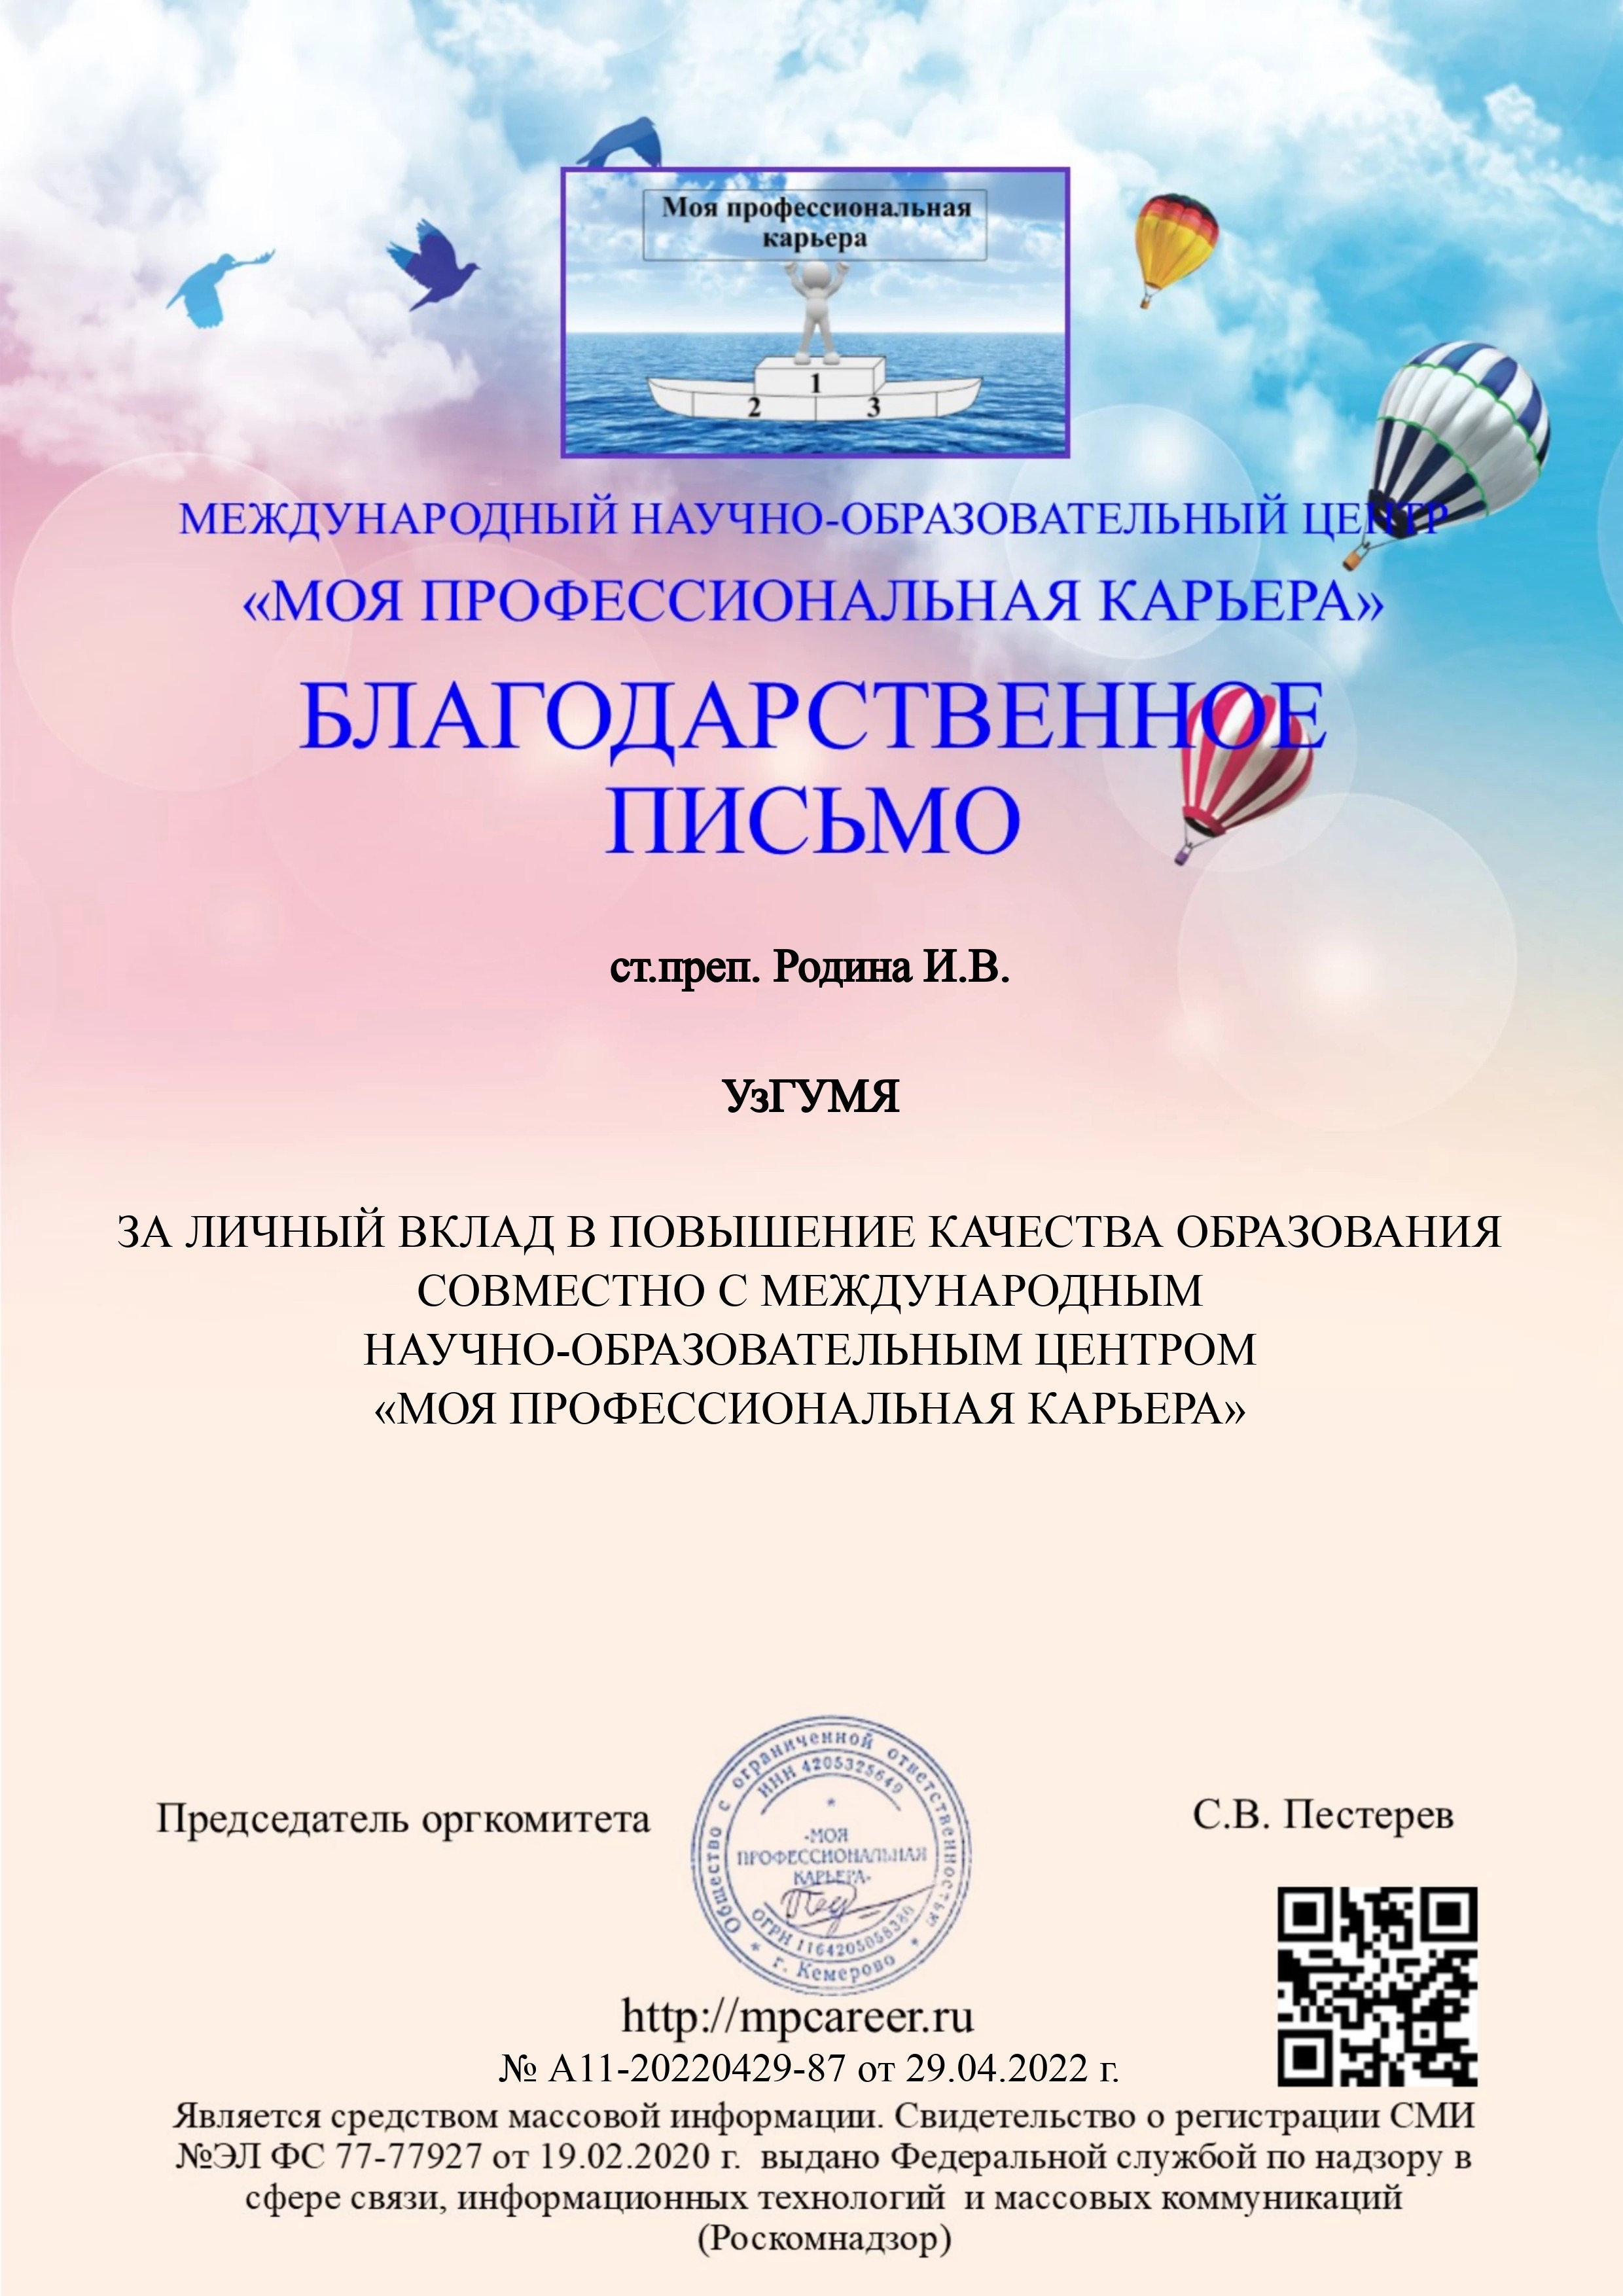 Моя профессиональная
карьера
1
2
3
МЕЖДУНАРОДНЫЙ НАУЧНО-ОБРАЗОВАТЕЛЬНЫЙ ЦЕНТР
«МОЯ ПРОФЕССИОНАЛЬНАЯ КАРЬЕРА»
БЛАГОДАРСТВЕННОЕ
ПИСЬМО
ст.преп. Родина И.В.
УзГУМЯ
ЗА ЛИЧНЫЙ ВКЛАД В ПОВЫШЕНИЕ КАЧЕСТВА ОБРАЗОВАНИЯ
СОВМЕСТНО С МЕЖДУНАРОДНЫМ
НАУЧНО-ОБРАЗОВАТЕЛЬНЫМ ЦЕНТРОМ
«МОЯ ПРОФЕССИОНАЛЬНАЯ КАРЬЕРА»
Председатель оргкомитета
Общество с ограниченной ответственностью
ИНН 4205325649
«МОЯ
ПРОФЕССИОНАЛЬНАЯ
КАРЬЕРА»
ОГРН 1164205058380
г. Кемерово
С.В. Пестерев
http://mpcareer.ru
№ А11-20220429-87 от 29.04.2022 г.
Является средством массовой информации. Свидетельство о регистрации СМИ
№ЭЛ ФС 77-77927 от 19.02.2020 г. выдано Федеральной службой по надзору в
сфере связи, информационных технологий и массовых коммуникаций
(Роскомнадзор)